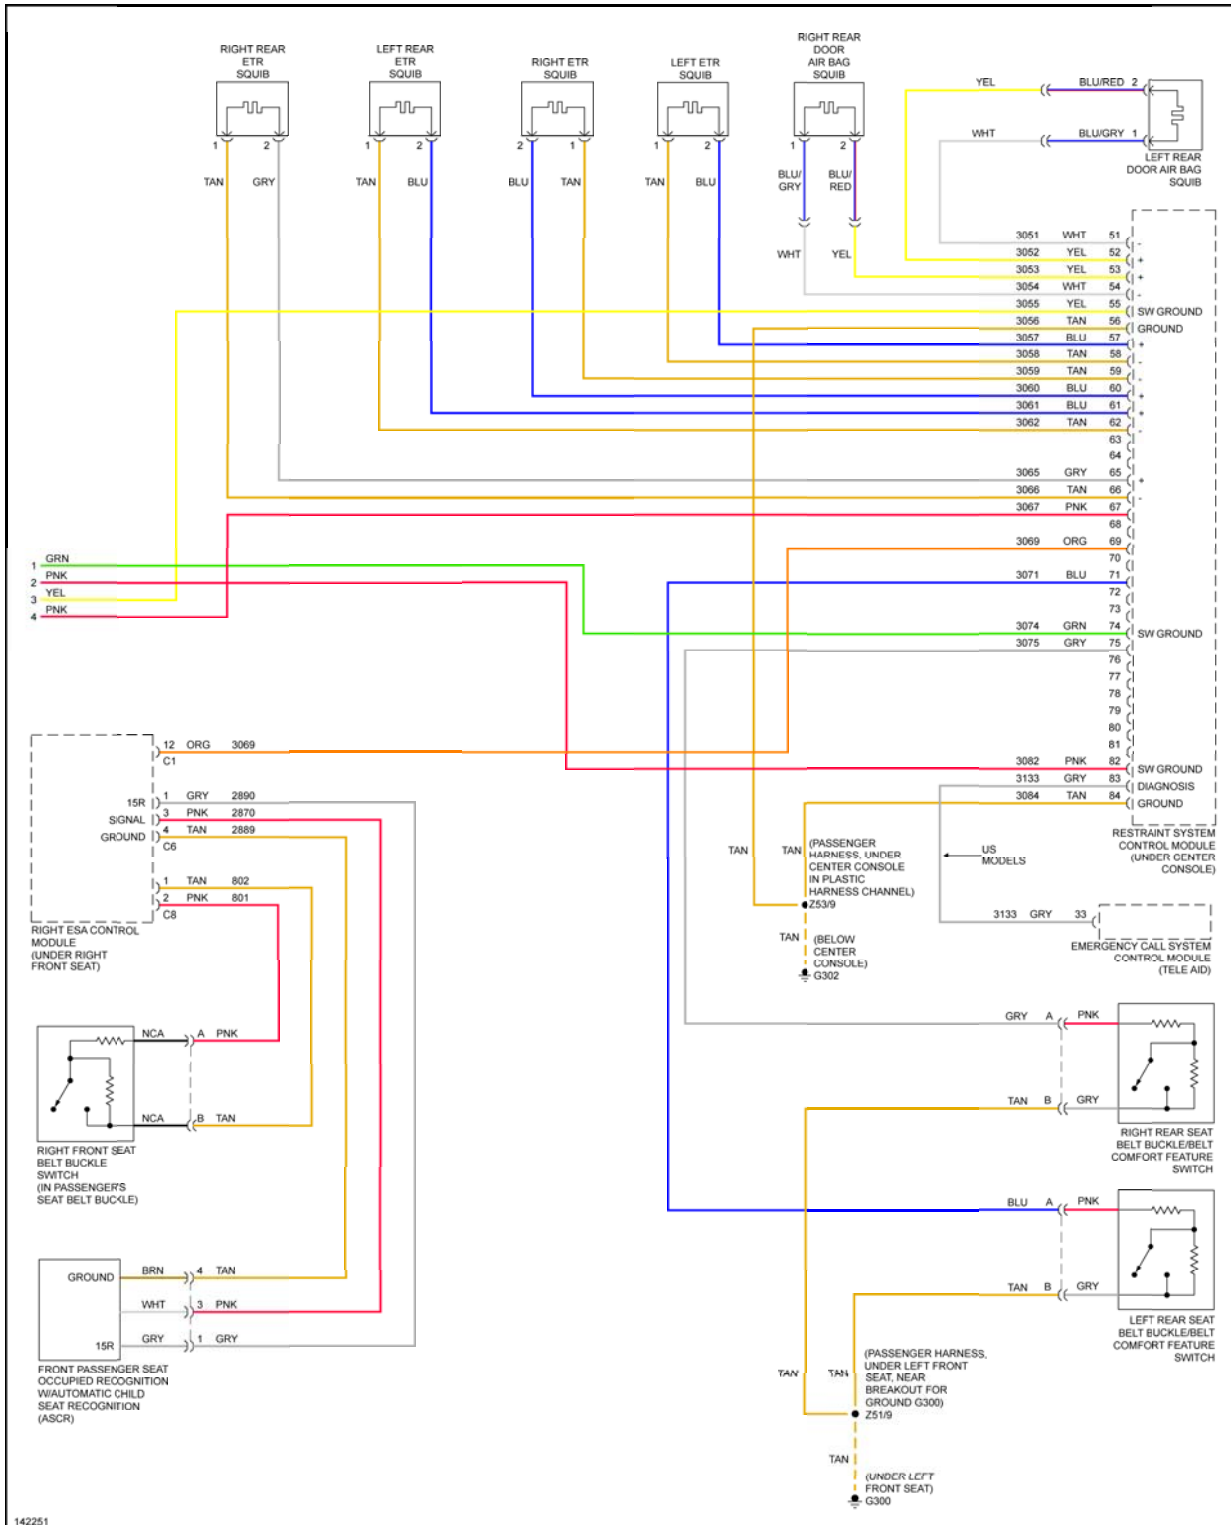 RIGHT REAR
ETR
SQUIB
LEFT REAR
ETR
SQUIB
RIGHT ETR
SQUIB
LEFT ETR
SQUIB
RIGHT REAR
DOOR
AIR BAG
SQUIB
1 2
1 2
2 1
1 2
1 2
TAN GRY
TAN BLU
BLU TAN
TAN BLU
BLU/
GRY
BLU/
RED
WHT YEL
YEL BLU/RED 2
WHT BLU/GRY 1
LEFT REAR
DOOR AIR BAG
SQUIB
3051 WHT 51 -
3052 YEL 52 +
3053 YEL 53 +
3054 WHT 54 -
3055 YEL 55 SW GROUND
3056 TAN 56 GROUND
3057 BLU 57 +
3058 TAN 58 -
3059 TAN 59 -
3060 BLU 60 +
3061 BLU 61 +
3062 TAN 62 -
63
64
3065 GRY 65 +
3066 TAN 66 -
3067 PNK 67
68
3069 ORG 69
70
3071 BLU 71
72
73
3074 GRN 74 SW GROUND
3075 GRY 75
76
77
78
79
80
81
3082 PNK 82 SW GROUND
3133 GRY 83 DIAGNOSIS
3084 TAN 84 GROUND
RESTRAINT SYSTEM
CONTROL MODULE
(UNDER CENTER
CONSOLE)
1 GRN
2 PNK
3 YEL
4 PNK
12 ORG 3069
C1
15R 1 GRY 2890
SIGNAL 3 PNK 2870
GROUND 4 TAN 2889
C6
1 TAN 802
2 PNK 801
C8
RIGHT ESA CONTROL
MODULE
(UNDER RIGHT
FRONT SEAT)
TAN TAN
(PASSENGER
HARNESS, UNDER
CENTER CONSOLE
IN PLASTIC
HARNESS CHANNEL)
Z53/9
TAN
(BELOW
CENTER
CONSOLE)
G302
US
MODELS
3133 GRY 33
EMERGENCY CALL SYSTEM
CONTROL MODULE
(TELE AID)
NCA A PNK
NCA B TAN
RIGHT FRONT SEAT
BELT BUCKLE
SWITCH
(IN PASSENGER'S
SEAT BELT BUCKLE)
GRY A PNK
TAN B GRY
RIGHT REAR SEAT
BELT BUCKLE/BELT
COMFORT FEATURE
SWITCH
BLU A PNK
TAN B GRY
LEFT REAR SEAT
BELT BUCKLE/BELT
COMFORT FEATURE
SWITCH
GROUND BRN 4 TAN
WHT 3 PNK
15R GRY 1 GRY
FRONT PASSENGER SEAT
OCCUPIED RECOGNITION
W/AUTOMATIC CHILD
SEAT RECOGNITION
(ASCR)
TAN TAN
(PASSENGER HARNESS,
UNDER LEFT FRONT
SEAT, NEAR
BREAKOUT FOR
GROUND G300)
Z51/9
TAN
(UNDER LEFT
FRONT SEAT)
G300
142251